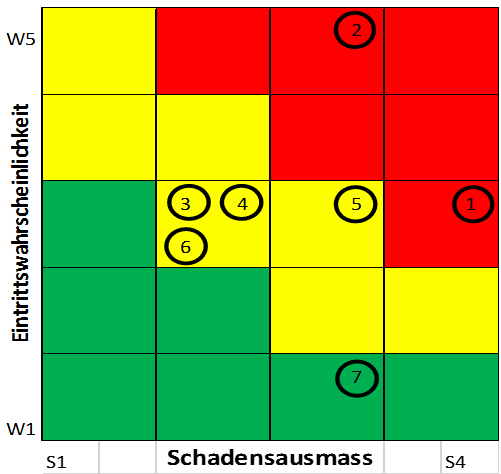 W5
2
Eintrittswahrscheinlichkeit
3 4 5 1
6
7
W1
S1 Schadensausmass S4